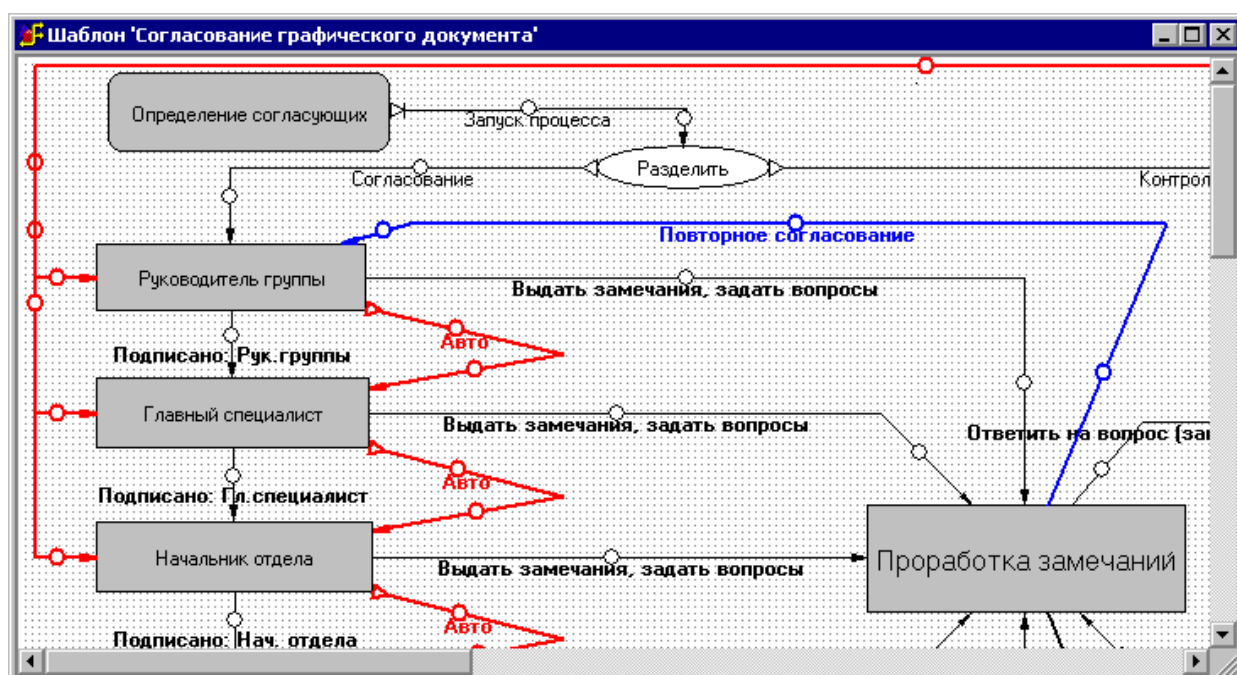 Шаблон 'Согласование графического документа'
Определение согласующих
Запуск процесса
Разделить
Согласование
Контрол
Повторное согласование
Руководитель группы
Выдать замечания, задать вопросы
Авто
Подписано: Рук.группы
Главный специалист
Выдать замечания, задать вопросы
Ответить на вопрос (за
Авто
Подписано: Гл.специалист
Начальник отдела
Проработка замечаний
Выдать замечания, задать вопросы
Авто
Подписано: Нач. отдела